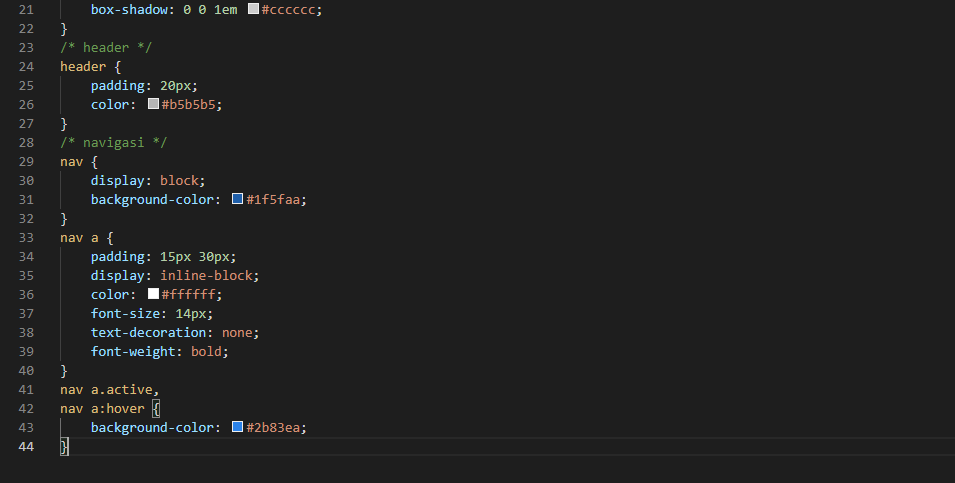 21 box-shadow: 0 0 1em #cccccc;
22 }
23 /* header */
24 header {
25 padding: 20px;
26 color: #b5b5b5;
27 }
28 /* navigasi */
29 nav {
30 display: block;
31 background-color: #1f5faa;
32 }
33 nav a {
34 padding: 15px 30px;
35 display: inline-block;
36 color: #ffffff;
37 font-size: 14px;
38 text-decoration: none;
39 font-weight: bold;
40 }
41 nav a.active,
42 nav a:hover {
43 background-color: #2b83ea;
44 }